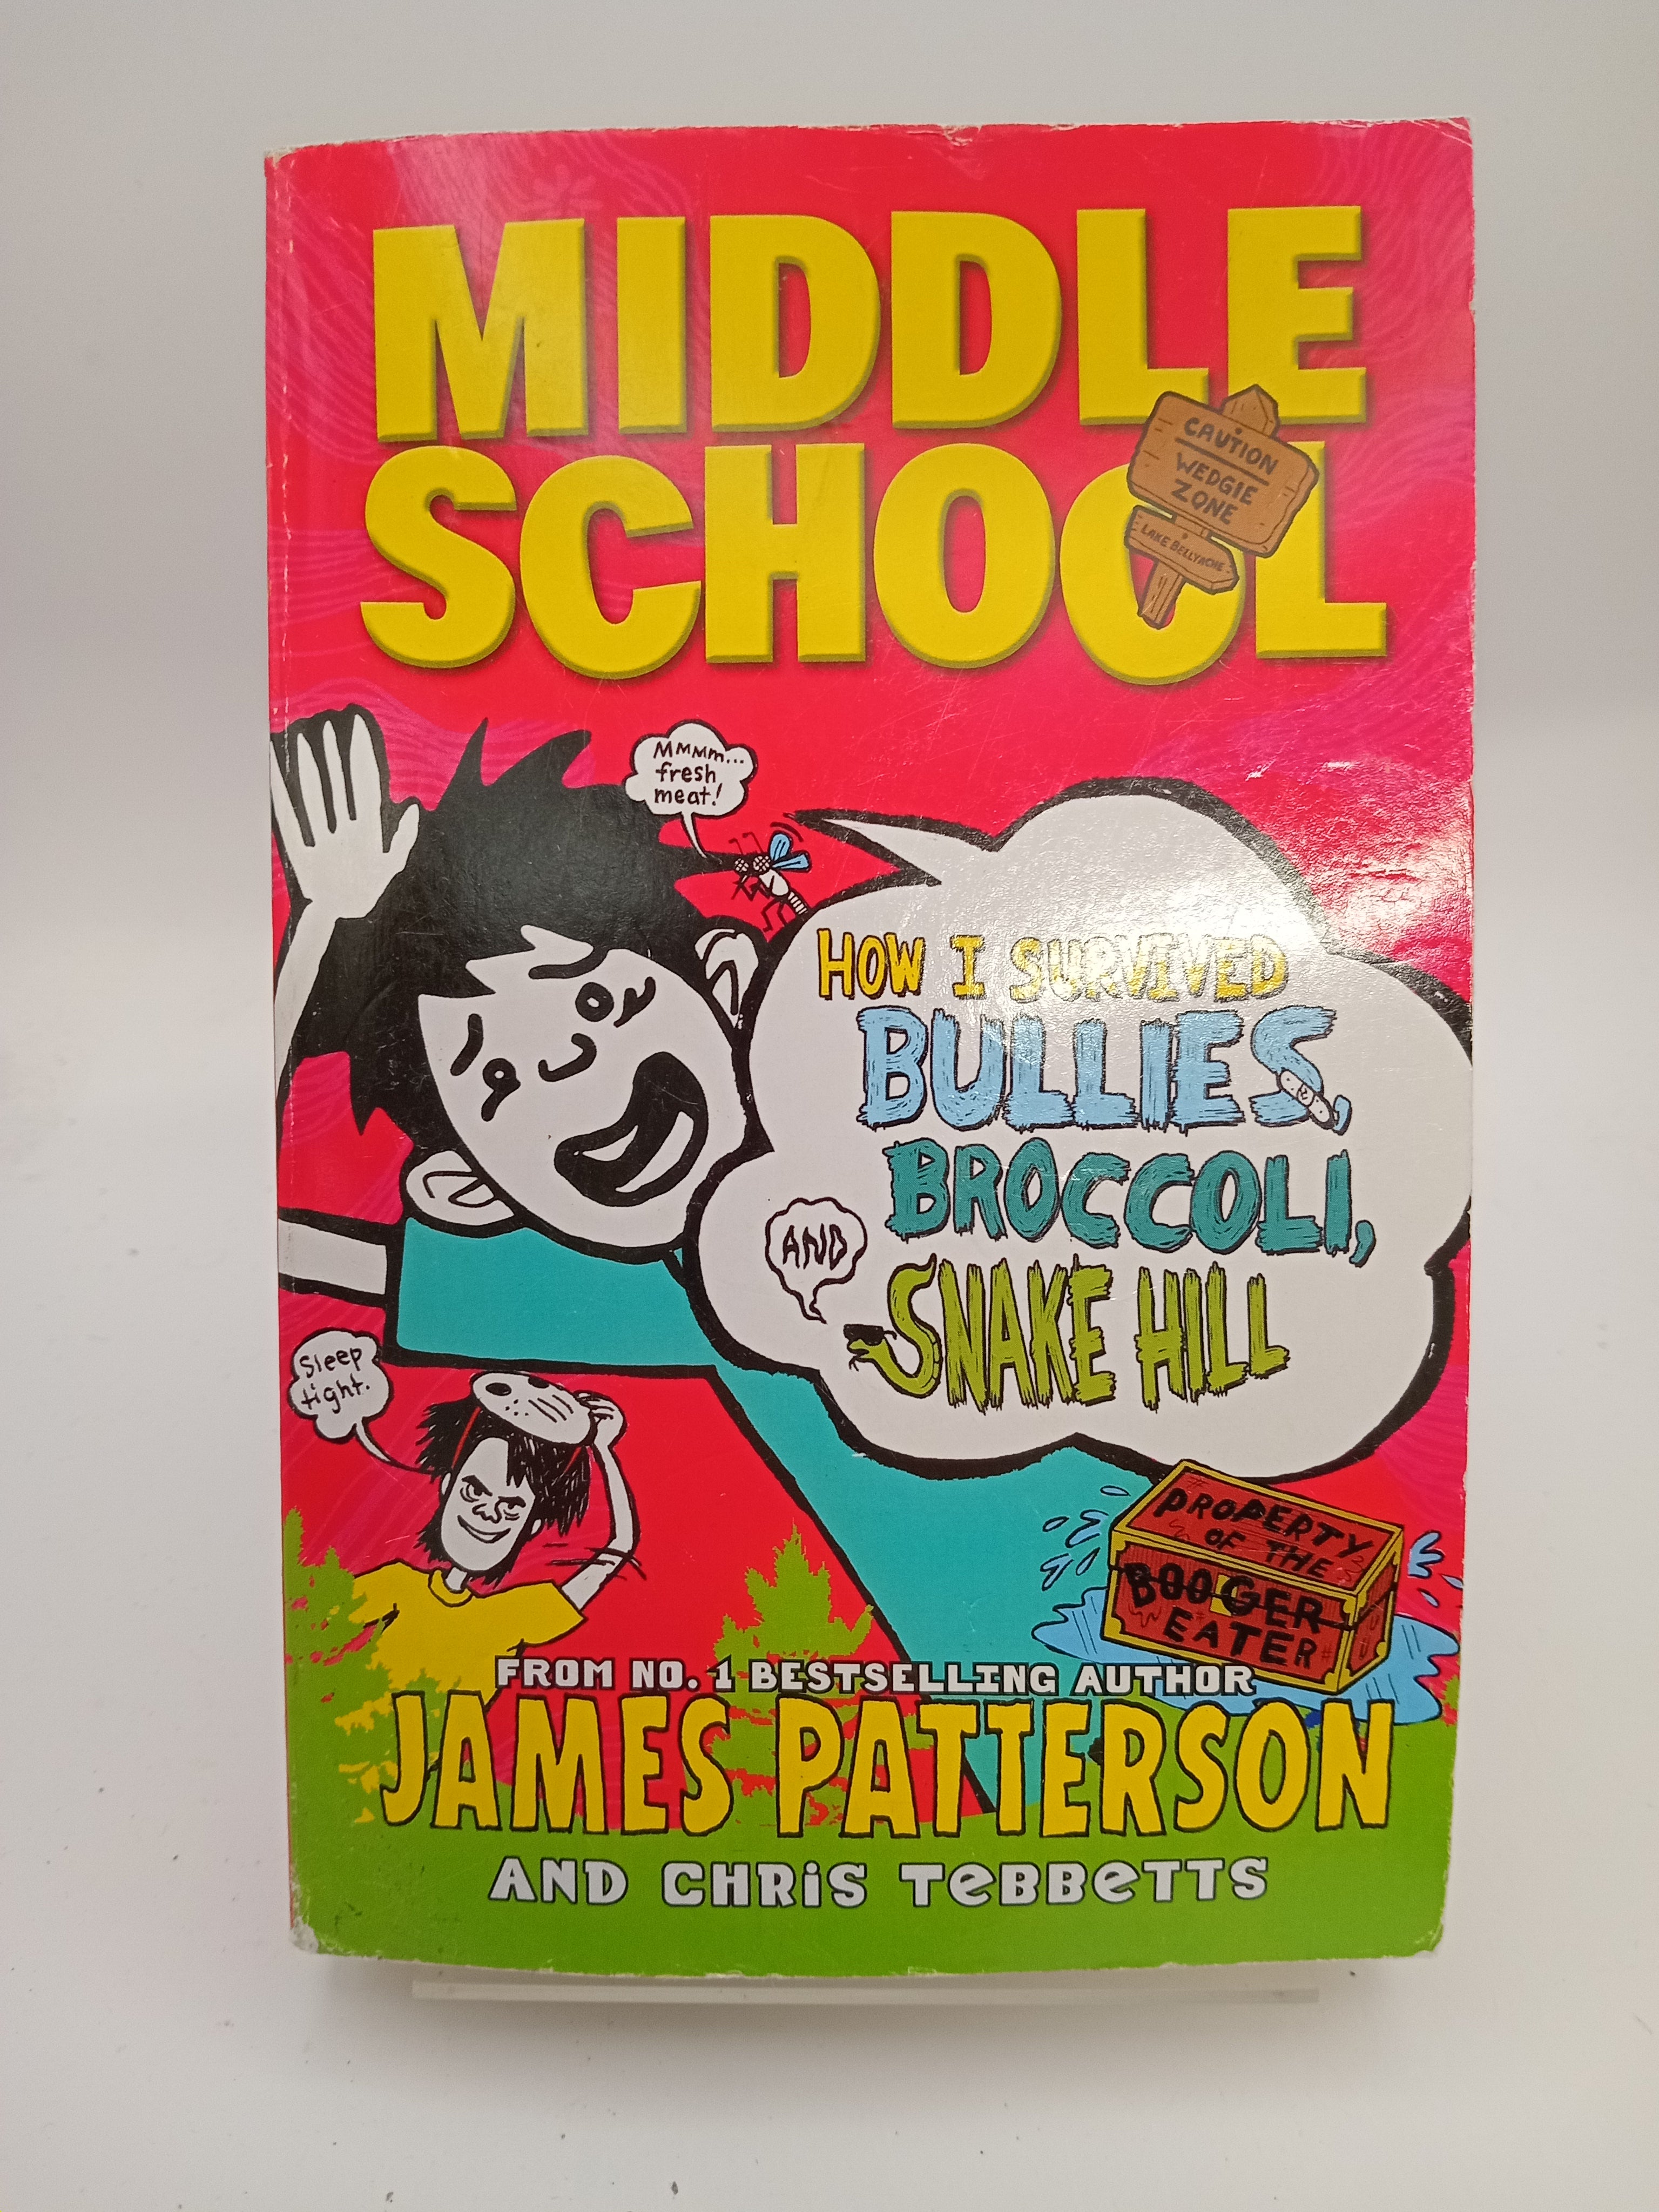 MIDDLE
SCHOOL
CAUTION
WEDGIE
ZONE
LAKE BELLYACHE
Mmmm...
fresh
meat!
HOW I SURVIVED
BULLIES,
BROCCOLI,
AND
SNAKE HILL
Sleep
tight.
PROPERTY
OF THE
BOOGER
EATER
FROM NO. 1 BESTSELLING AUTHOR
JAMES PATTERSON
AND CHRiS TeBBeTTS